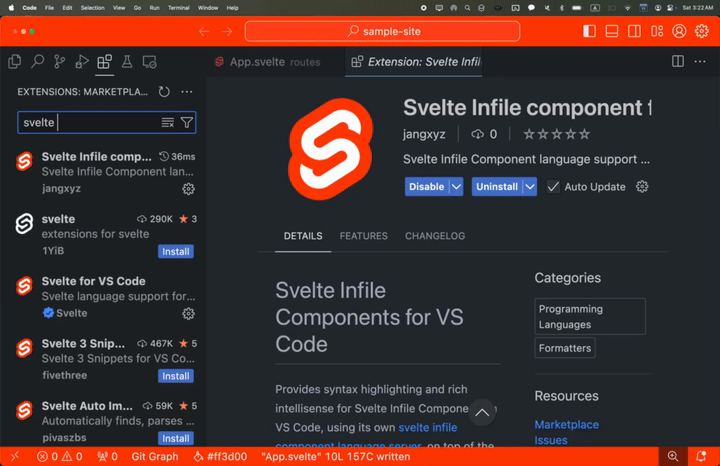 Code File Edit Selection View Go Run Terminal Window Help
Sat 3:22 AM
sample-site
App.svelte routes
Extension: Svelte Infil
EXTENSIONS: MARKETPLA...
svelte
Svelte Infile comp... 36ms
Svelte Infile Component lan...
jangxyz
svelte 290K ★ 3
extensions for svelte
1YiB Install
Svelte for VS Code
Svelte language support for...
Svelte
Svelte 3 Snipp... 467K ★ 5
Svelte 3 Snippets for VS Co...
fivethree Install
Svelte Auto Im... 59K ★ 5
Automatically finds, parses ...
pivaszbs Install
Svelte Infile component f
jangxyz 0
Svelte Infile Component language support ...
Disable Uninstall Auto Update
DETAILS FEATURES CHANGELOG
Svelte Infile
Components for VS
Code
Provides syntax highlighting and rich
intellisense for Svelte Infile Compone
VS Code, using its own svelte infile
component language server, on top of the
Categories
Programming
Languages
Formatters
Resources
Marketplace
Issues
0 0 0 Git Graph #ff3d00 "App.svelte" 10L 157C written